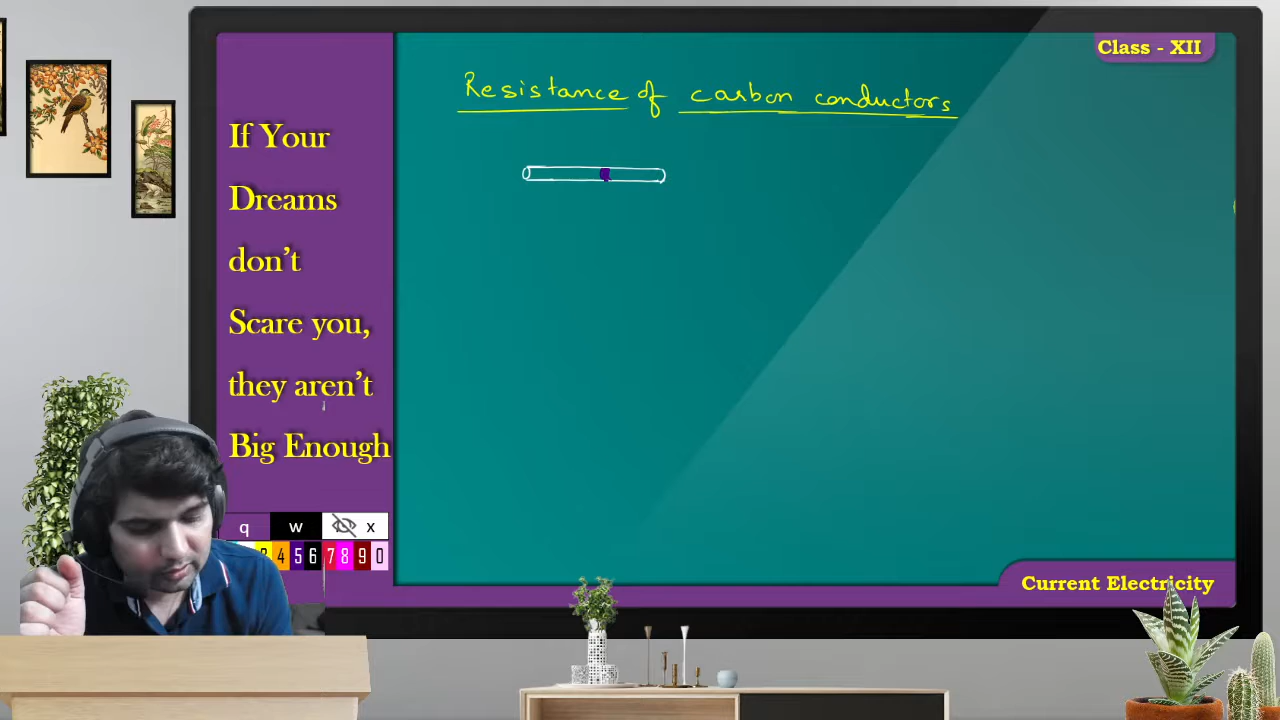 Class - XII
Resistance of carbon conductors
If Your
Dreams
don't
Scare you,
they aren't
Big Enough
q w x
4 5 6 7 8 9 0
Current Electricity